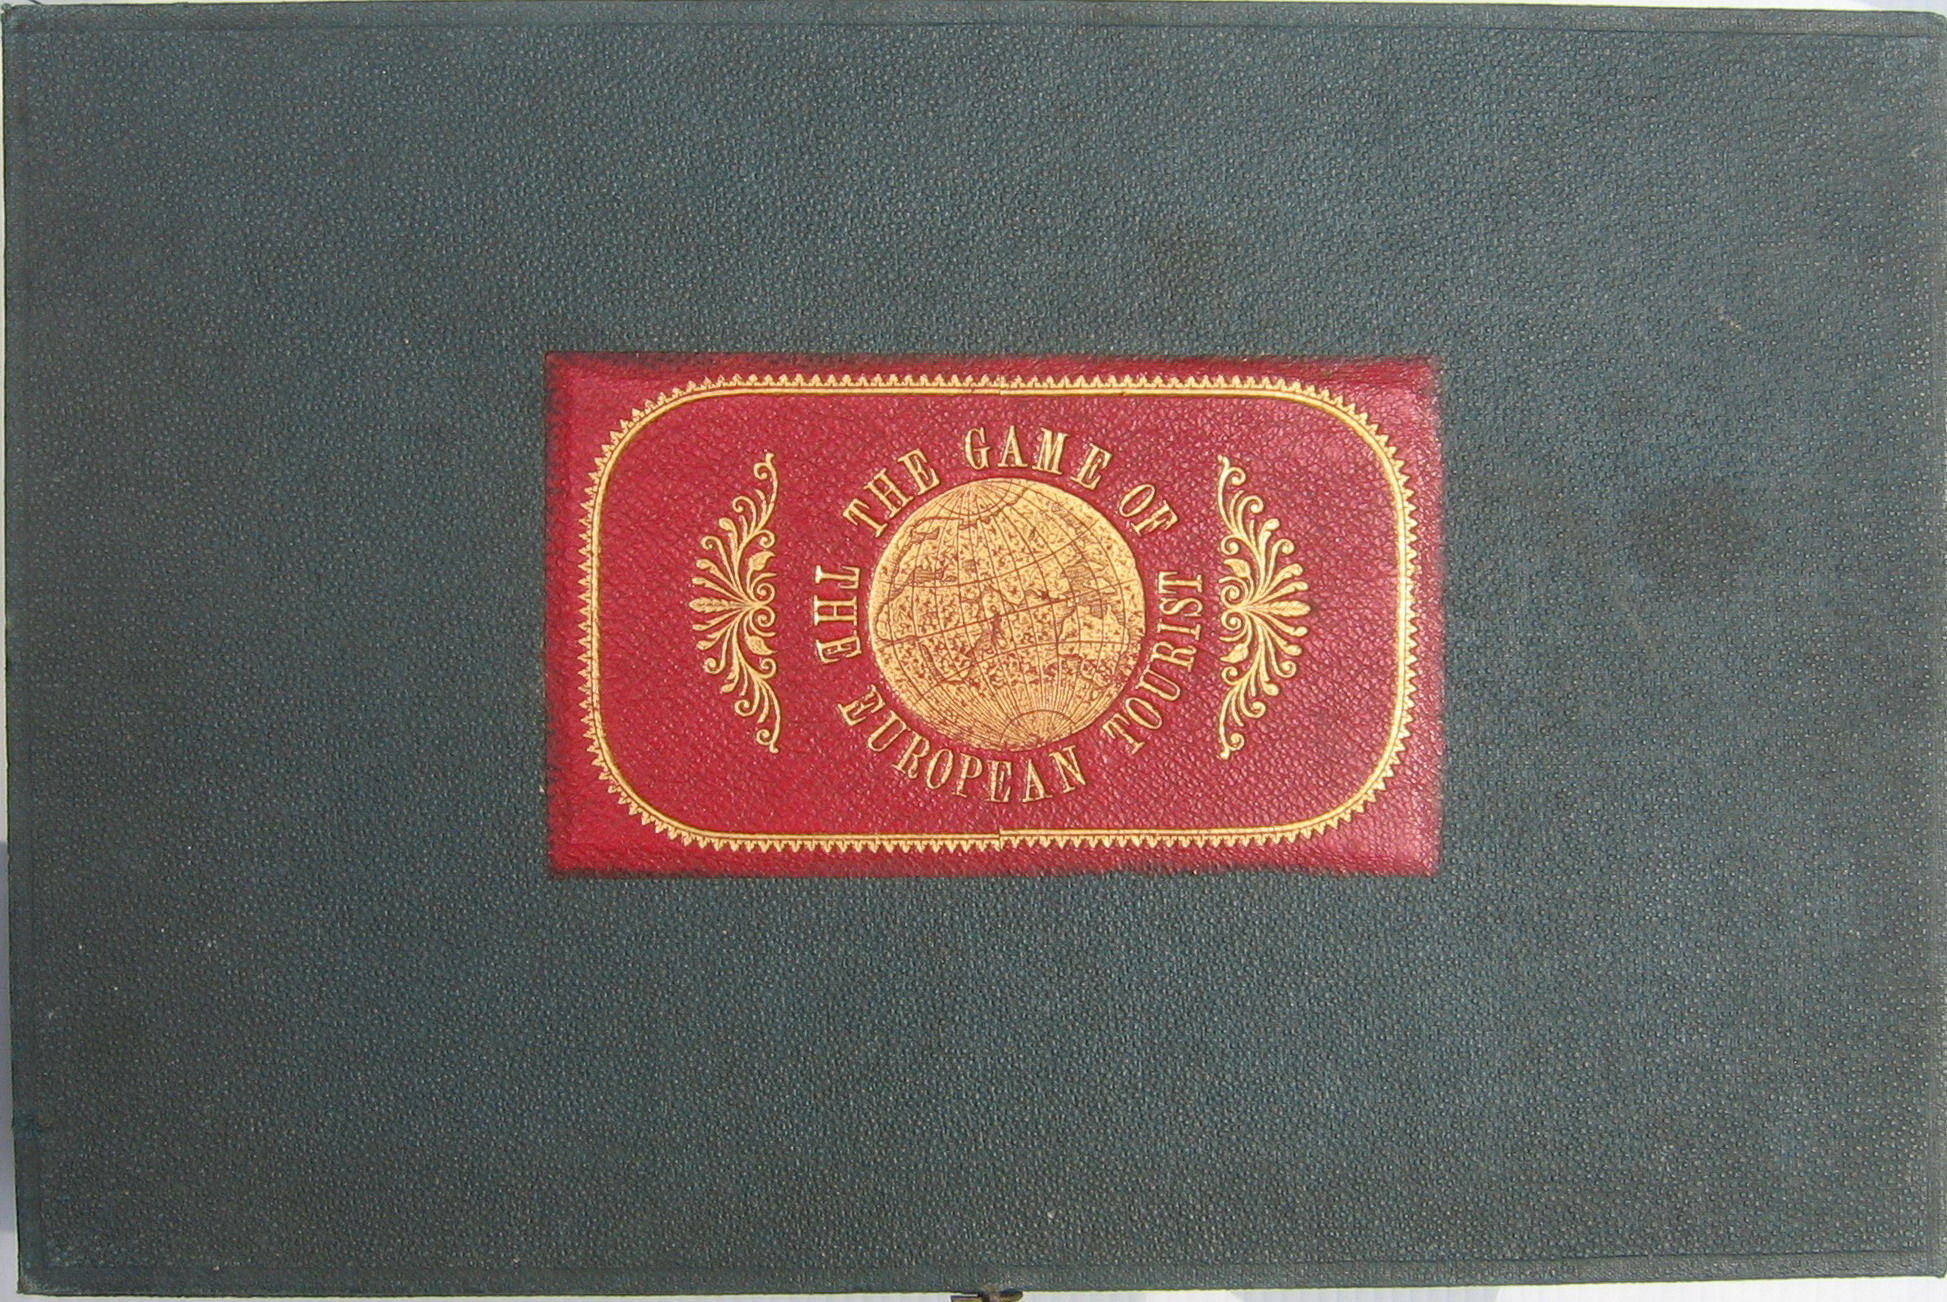 THE GAME OF
THE EUROPEAN TOURIST